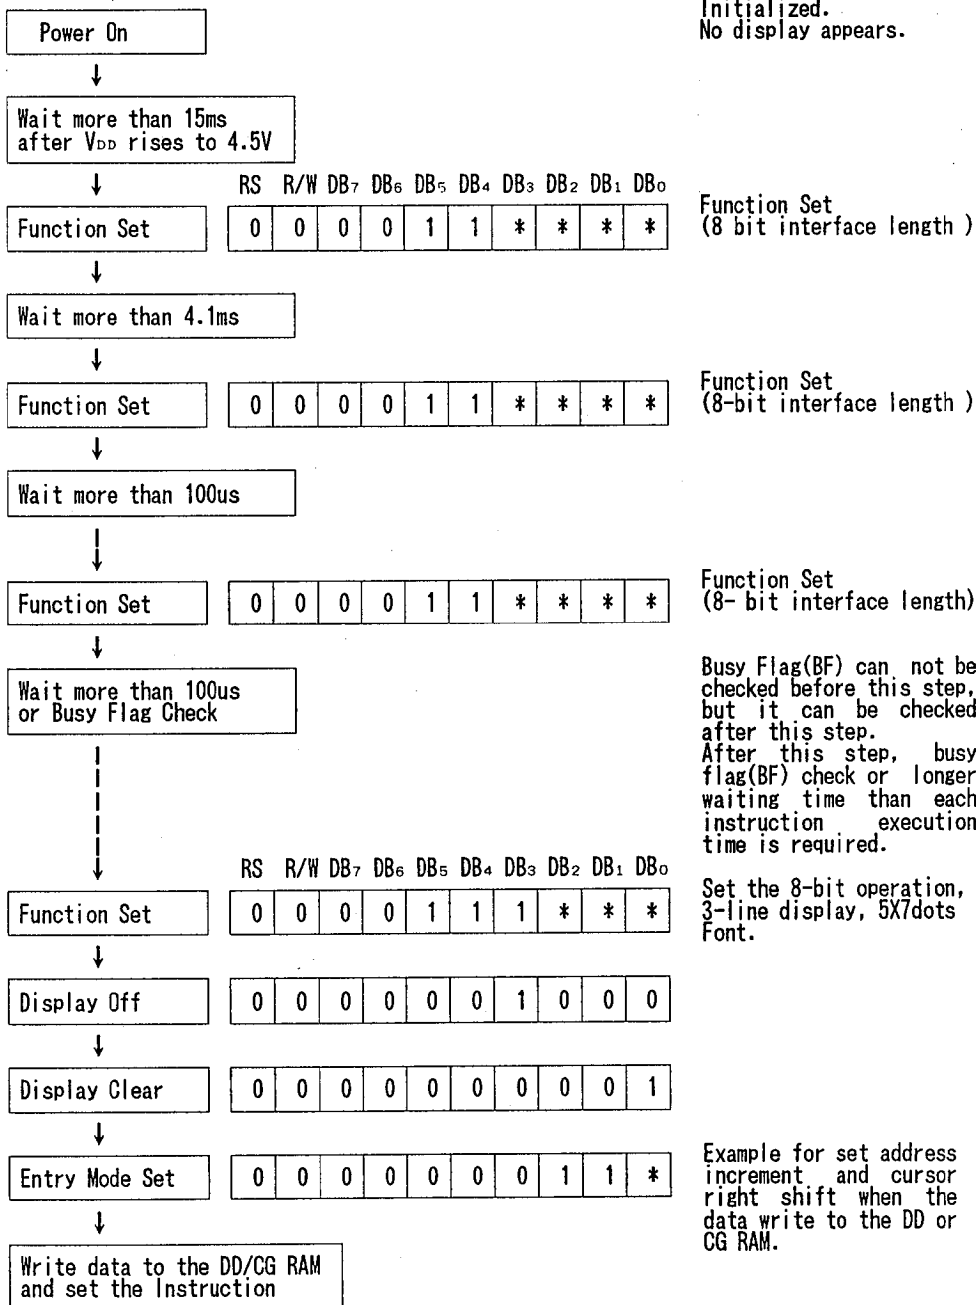 Initialized.
No display appears.
Power On
Wait more than 15ms
after VDD rises to 4.5V
RS R/W DB7 DB6 DB5 DB4 DB3 DB2 DB1 DB0
Function Set 0 0 0 0 1 1 * * * *
Function Set
(8 bit interface length )
Wait more than 4.1ms
Function Set 0 0 0 0 1 1 * * * *
Function Set
(8-bit interface length )
Wait more than 100us
Function Set 0 0 0 0 1 1 * * * *
Function Set
(8- bit interface length)
Wait more than 100us
or Busy Flag Check
Busy Flag(BF) can not be
checked before this step,
but it can be checked
after this step.
After this step, busy
flag(BF) check or longer
waiting time than each
instruction execution
time is required.
RS R/W DB7 DB6 DB5 DB4 DB3 DB2 DB1 DB0
Function Set 0 0 0 0 1 1 1 * * *
Set the 8-bit operation,
3-line display, 5X7dots
Font.
Display Off 0 0 0 0 0 0 1 0 0 0
Display Clear 0 0 0 0 0 0 0 0 0 1
Entry Mode Set 0 0 0 0 0 0 0 1 1 *
Example for set address
increment and cursor
right shift when the
data write to the DD or
CG RAM.
Write data to the DD/CG RAM
and set the Instruction